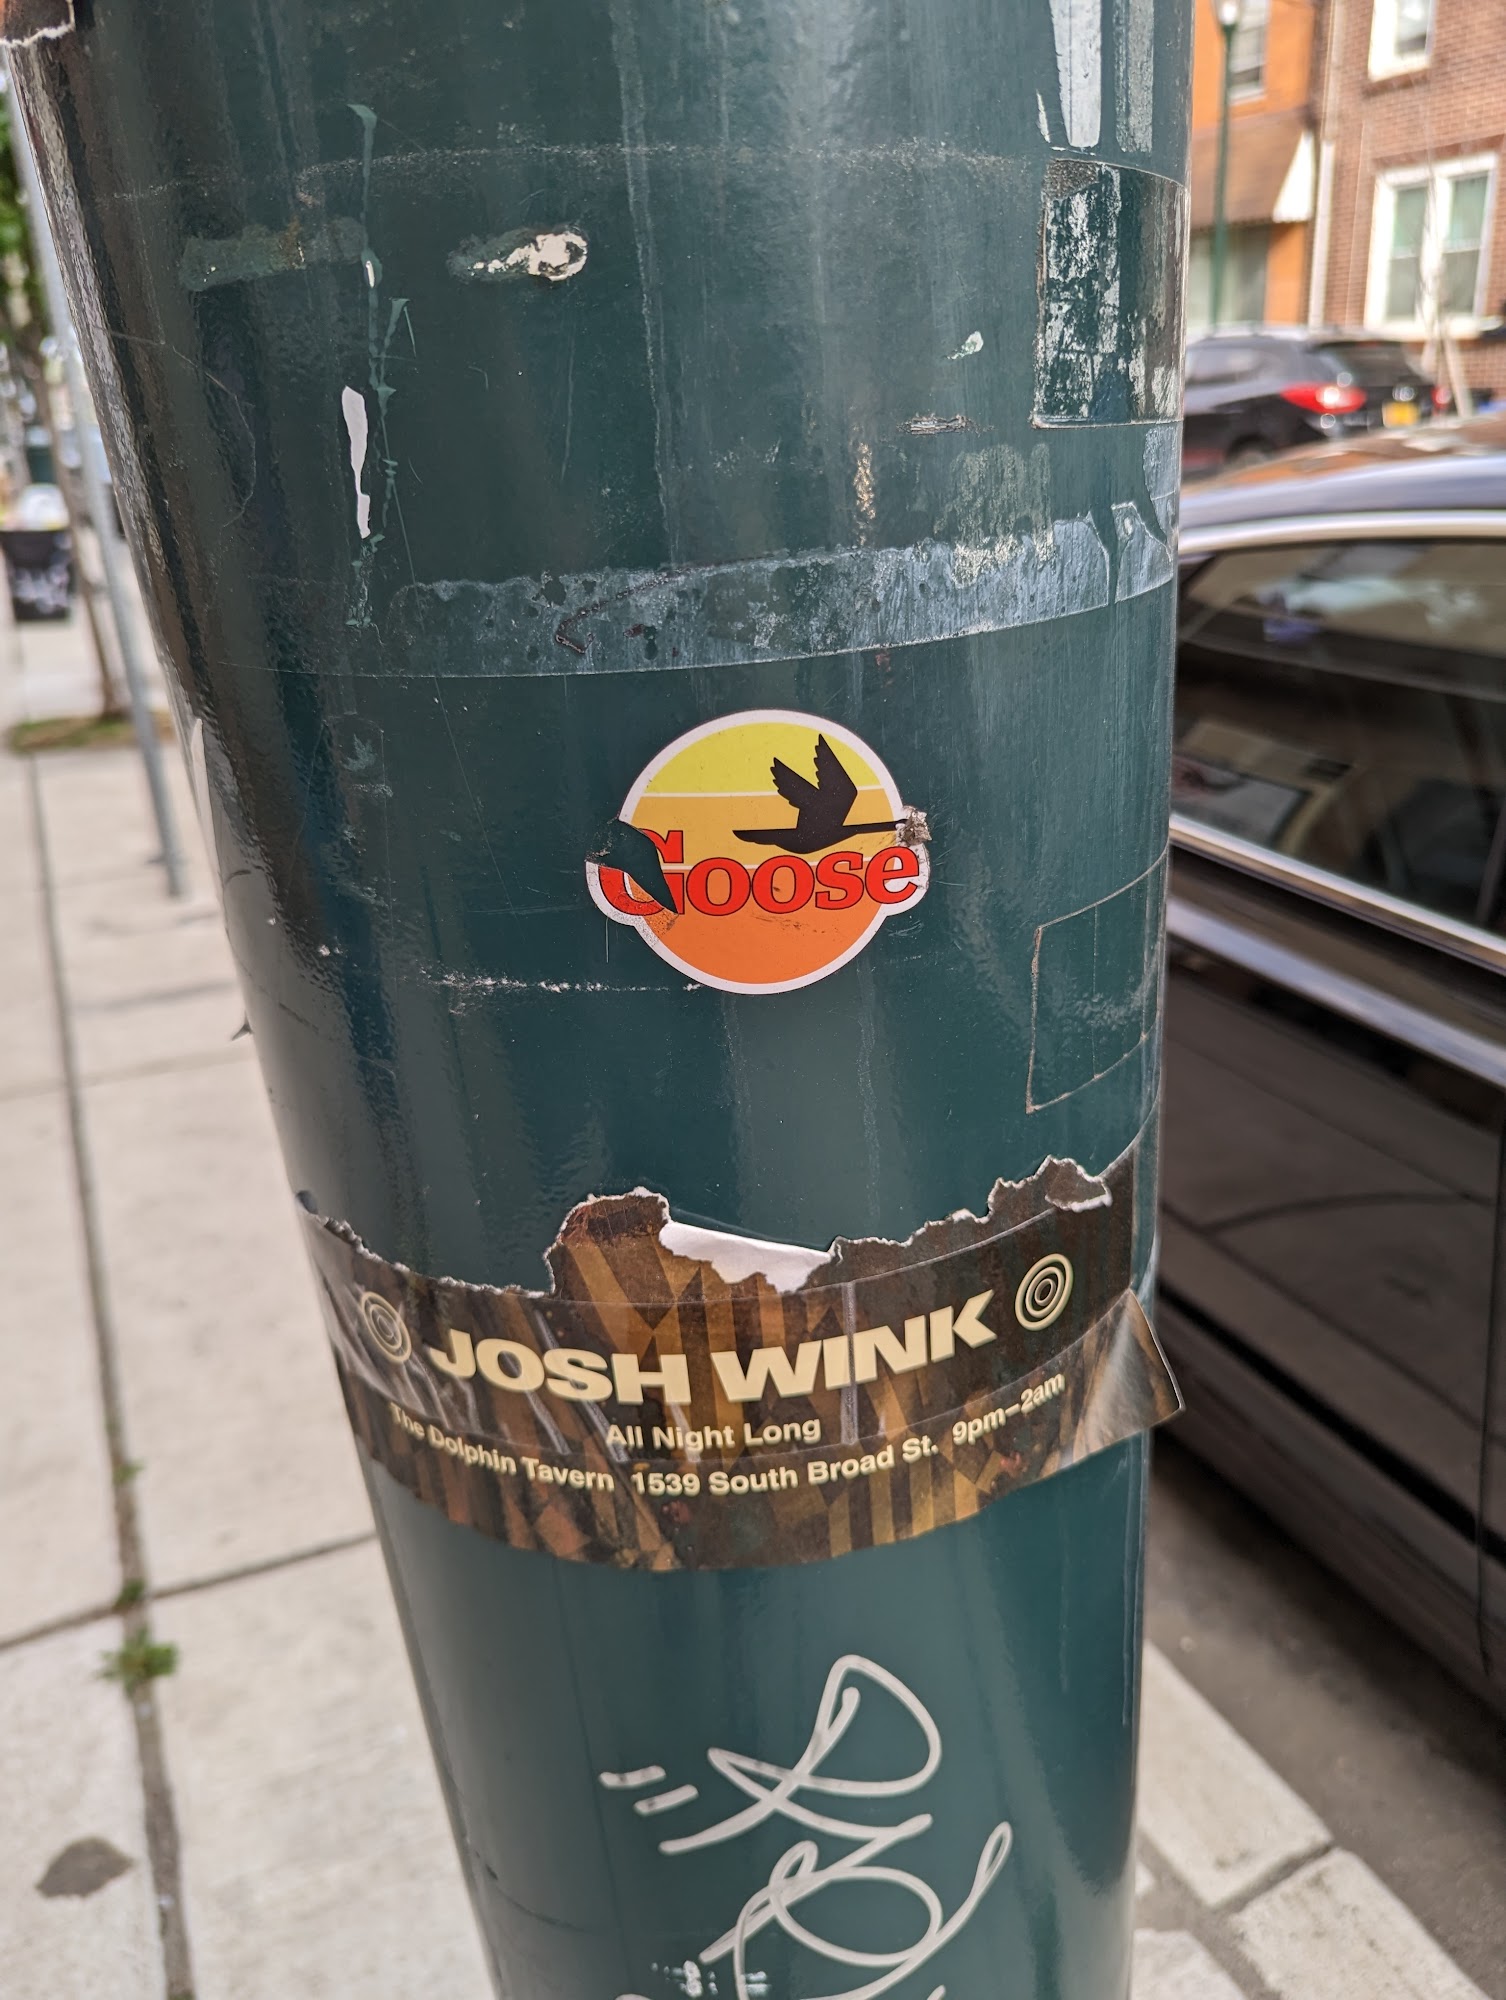 Goose
JOSH WINK
All Night Long
The Dolphin Tavern 1539 South Broad St. 9pm–2am